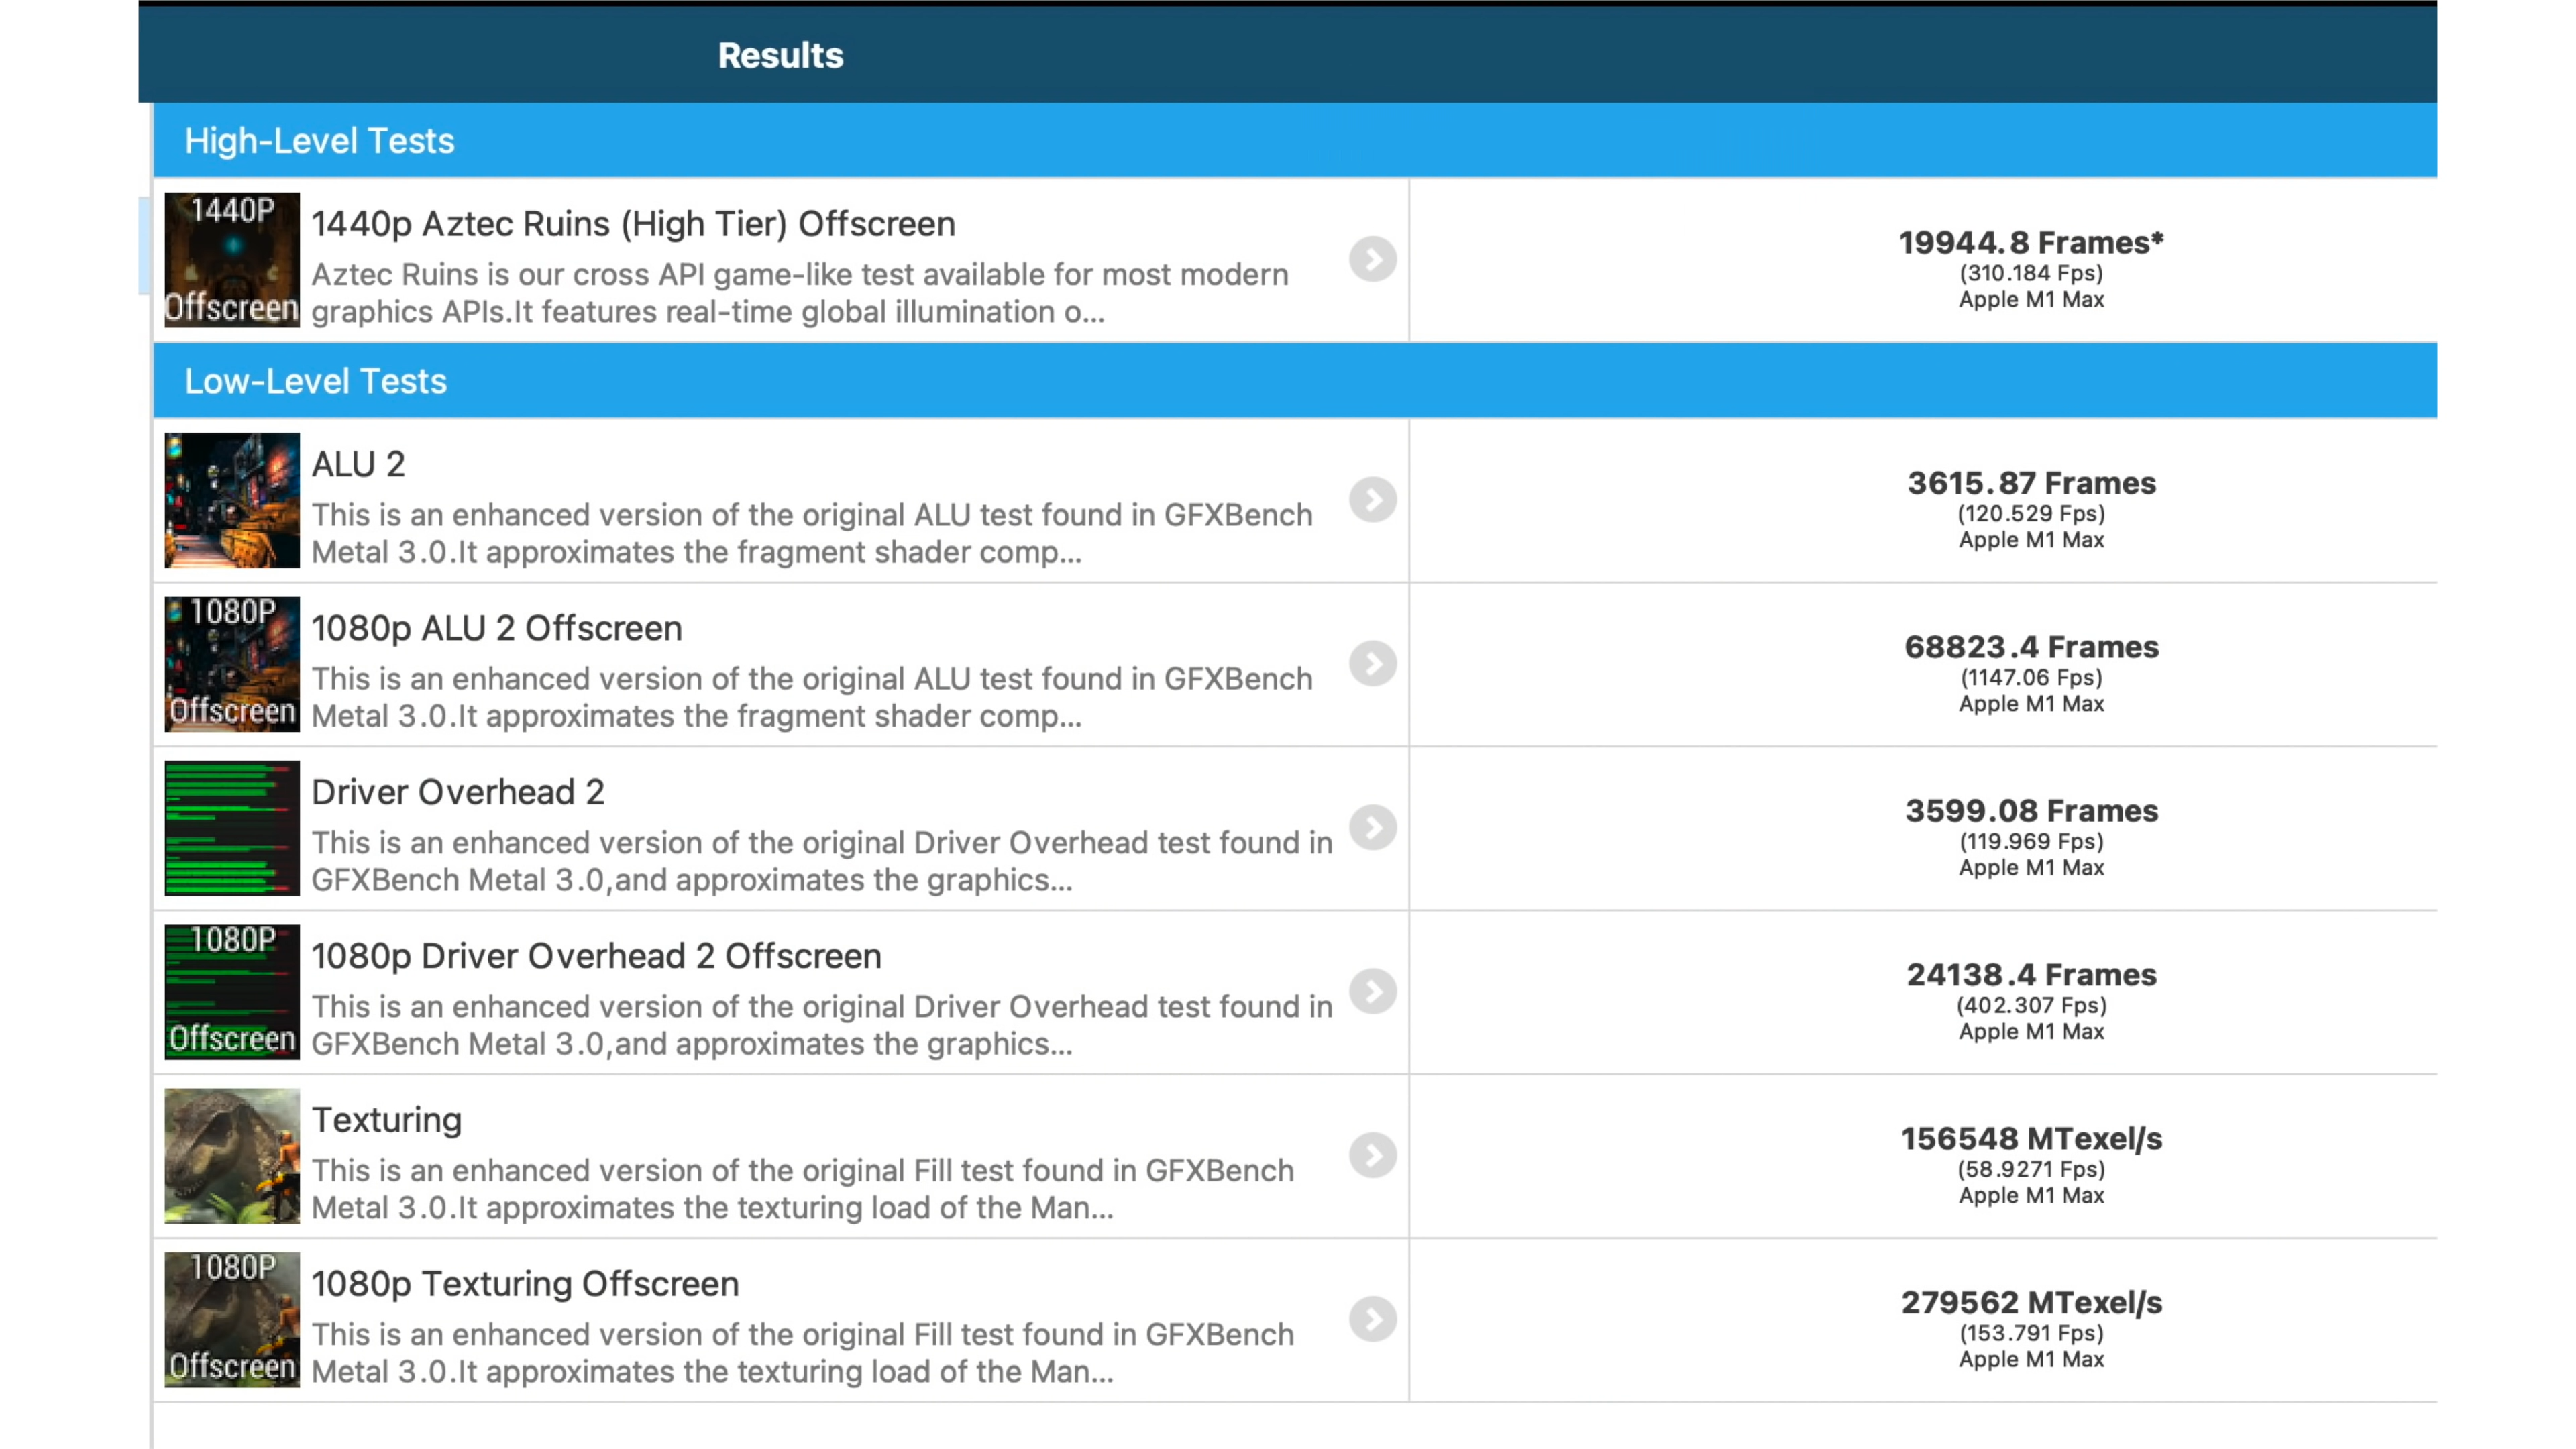 Results
High-Level Tests
1440P
Offscreen
1440p Aztec Ruins (High Tier) Offscreen
Aztec Ruins is our cross API game-like test available for most modern
graphics APIs.It features real-time global illumination o...
19944.8 Frames*
(310.184 Fps)
Apple M1 Max
Low-Level Tests
ALU 2
This is an enhanced version of the original ALU test found in GFXBench
Metal 3.0.It approximates the fragment shader comp...
3615.87 Frames
(120.529 Fps)
Apple M1 Max
1080P
Offscreen
1080p ALU 2 Offscreen
This is an enhanced version of the original ALU test found in GFXBench
Metal 3.0.It approximates the fragment shader comp...
68823.4 Frames
(1147.06 Fps)
Apple M1 Max
Driver Overhead 2
This is an enhanced version of the original Driver Overhead test found in
GFXBench Metal 3.0,and approximates the graphics...
3599.08 Frames
(119.969 Fps)
Apple M1 Max
1080P
Offscreen
1080p Driver Overhead 2 Offscreen
This is an enhanced version of the original Driver Overhead test found in
GFXBench Metal 3.0,and approximates the graphics...
24138.4 Frames
(402.307 Fps)
Apple M1 Max
Texturing
This is an enhanced version of the original Fill test found in GFXBench
Metal 3.0.It approximates the texturing load of the Man...
156548 MTexel/s
(58.9271 Fps)
Apple M1 Max
1080P
Offscreen
1080p Texturing Offscreen
This is an enhanced version of the original Fill test found in GFXBench
Metal 3.0.It approximates the texturing load of the Man...
279562 MTexel/s
(153.791 Fps)
Apple M1 Max